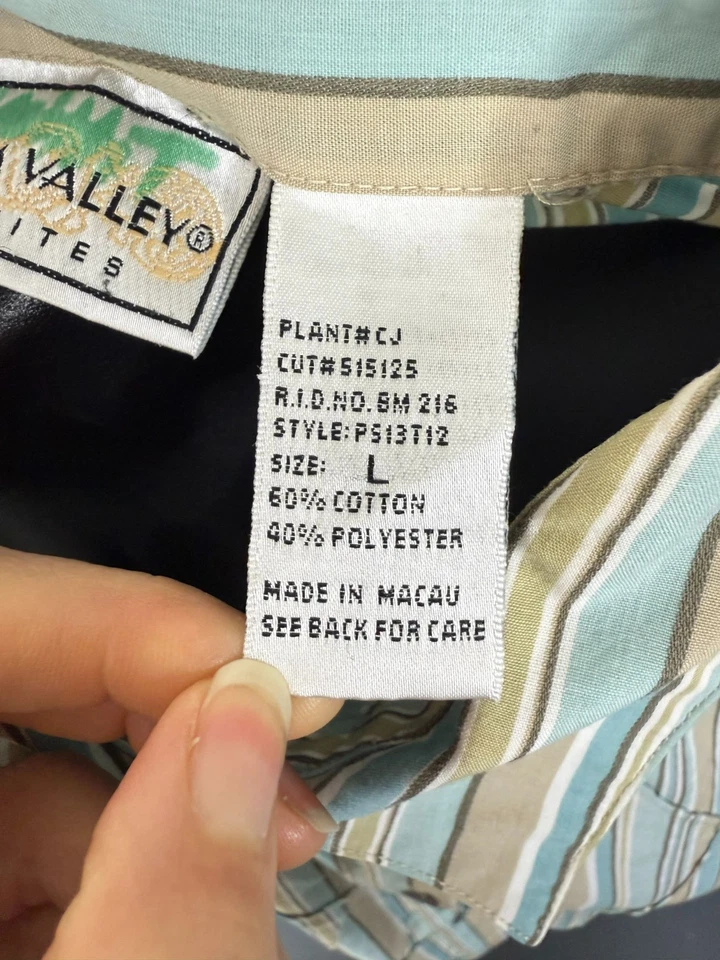 VALLEY®
ITES
PLANT# CJ
CUT# 515125
R.I.D.NO. BM 216
STYLE: PS13T12
SIZE: L
60% COTTON
40% POLYESTER
MADE IN MACAU
SEE BACK FOR CARE